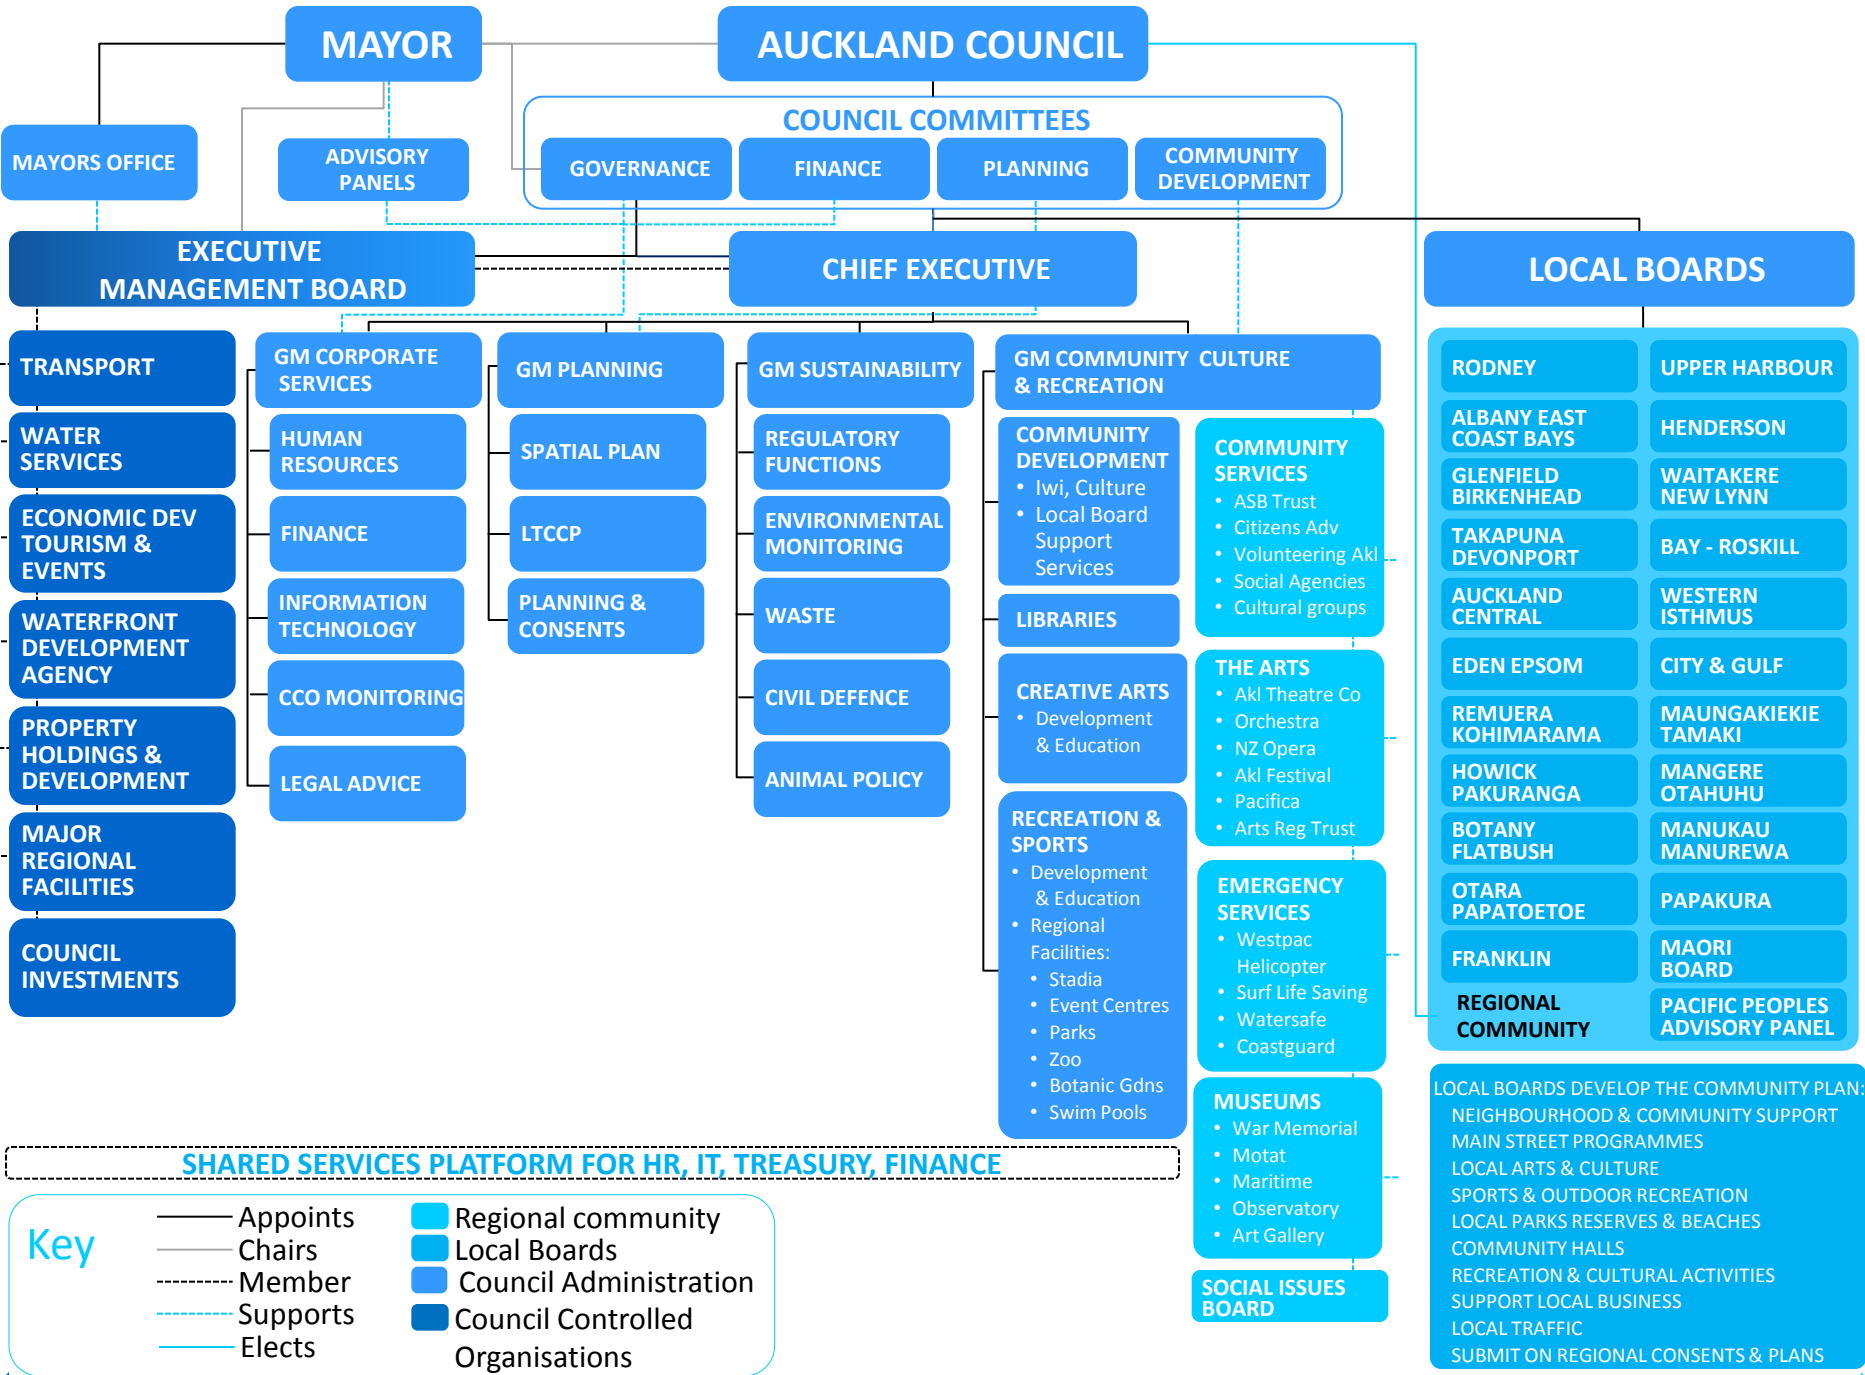 MAYOR
AUCKLAND COUNCIL
COUNCIL COMMITTEES
MAYORS OFFICE
ADVISORY
PANELS
GOVERNANCE
FINANCE
PLANNING
COMMUNITY
DEVELOPMENT
EXECUTIVE
MANAGEMENT BOARD
CHIEF EXECUTIVE
LOCAL BOARDS
TRANSPORT
WATER
SERVICES
ECONOMIC DEV
TOURISM &
EVENTS
WATERFRONT
DEVELOPMENT
AGENCY
PROPERTY
HOLDINGS &
DEVELOPMENT
MAJOR
REGIONAL
FACILITIES
COUNCIL
INVESTMENTS
GM CORPORATE
SERVICES
HUMAN
RESOURCES
FINANCE
INFORMATION
TECHNOLOGY
CCO MONITORING
LEGAL ADVICE
GM PLANNING
SPATIAL PLAN
LTCCP
PLANNING &
CONSENTS
GM SUSTAINABILITY
REGULATORY
FUNCTIONS
ENVIRONMENTAL
MONITORING
WASTE
CIVIL DEFENCE
ANIMAL POLICY
GM COMMUNITY CULTURE
& RECREATION
COMMUNITY
DEVELOPMENT
• Iwi, Culture
• Local Board
Support
Services
LIBRARIES
CREATIVE ARTS
• Development
& Education
RECREATION &
SPORTS
• Development
& Education
• Regional
Facilities:
• Stadia
• Event Centres
• Parks
• Zoo
• Botanic Gdns
• Swim Pools
COMMUNITY
SERVICES
• ASB Trust
• Citizens Adv
• Volunteering Akl
• Social Agencies
• Cultural groups
THE ARTS
• Akl Theatre Co
• Orchestra
• NZ Opera
• Akl Festival
• Pacifica
• Arts Reg Trust
EMERGENCY
SERVICES
• Westpac
Helicopter
• Surf Life Saving
• Watersafe
• Coastguard
MUSEUMS
• War Memorial
• Motat
• Maritime
• Observatory
• Art Gallery
SOCIAL ISSUES
BOARD
RODNEY
UPPER HARBOUR
ALBANY EAST
COAST BAYS
HENDERSON
GLENFIELD
BIRKENHEAD
WAITAKERE
NEW LYNN
TAKAPUNA
DEVONPORT
BAY - ROSKILL
AUCKLAND
CENTRAL
WESTERN
ISTHMUS
EDEN EPSOM
CITY & GULF
REMUERA
KOHIMARAMA
MAUNGAKIEKIE
TAMAKI
HOWICK
PAKURANGA
MANGERE
OTAHUHU
BOTANY
FLATBUSH
MANUKAU
MANUREWA
OTARA
PAPATOETOE
PAPAKURA
FRANKLIN
MAORI
BOARD
REGIONAL
COMMUNITY
PACIFIC PEOPLES
ADVISORY PANEL
LOCAL BOARDS DEVELOP THE COMMUNITY PLAN:
NEIGHBOURHOOD & COMMUNITY SUPPORT
MAIN STREET PROGRAMMES
LOCAL ARTS & CULTURE
SPORTS & OUTDOOR RECREATION
LOCAL PARKS RESERVES & BEACHES
COMMUNITY HALLS
RECREATION & CULTURAL ACTIVITIES
SUPPORT LOCAL BUSINESS
LOCAL TRAFFIC
SUBMIT ON REGIONAL CONSENTS & PLANS
SHARED SERVICES PLATFORM FOR HR, IT, TREASURY, FINANCE
Key
Appoints
Chairs
Member
Supports
Elects
Regional community
Local Boards
Council Administration
Council Controlled
Organisations